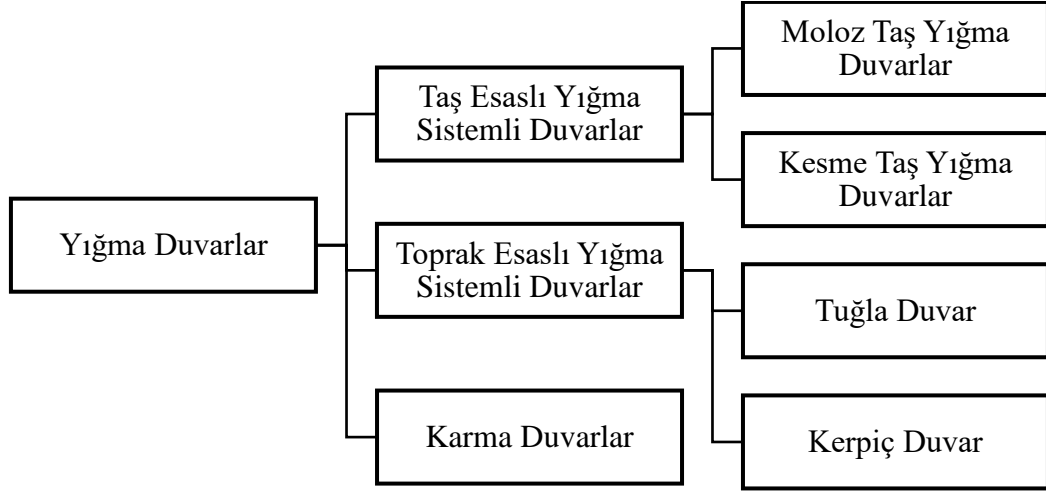 Yığma Duvarlar
Taş Esaslı Yığma
Sistemli Duvarlar
Moloz Taş Yığma
Duvarlar
Kesme Taş Yığma
Duvarlar
Toprak Esaslı Yığma
Sistemli Duvarlar
Tuğla Duvar
Kerpiç Duvar
Karma Duvarlar